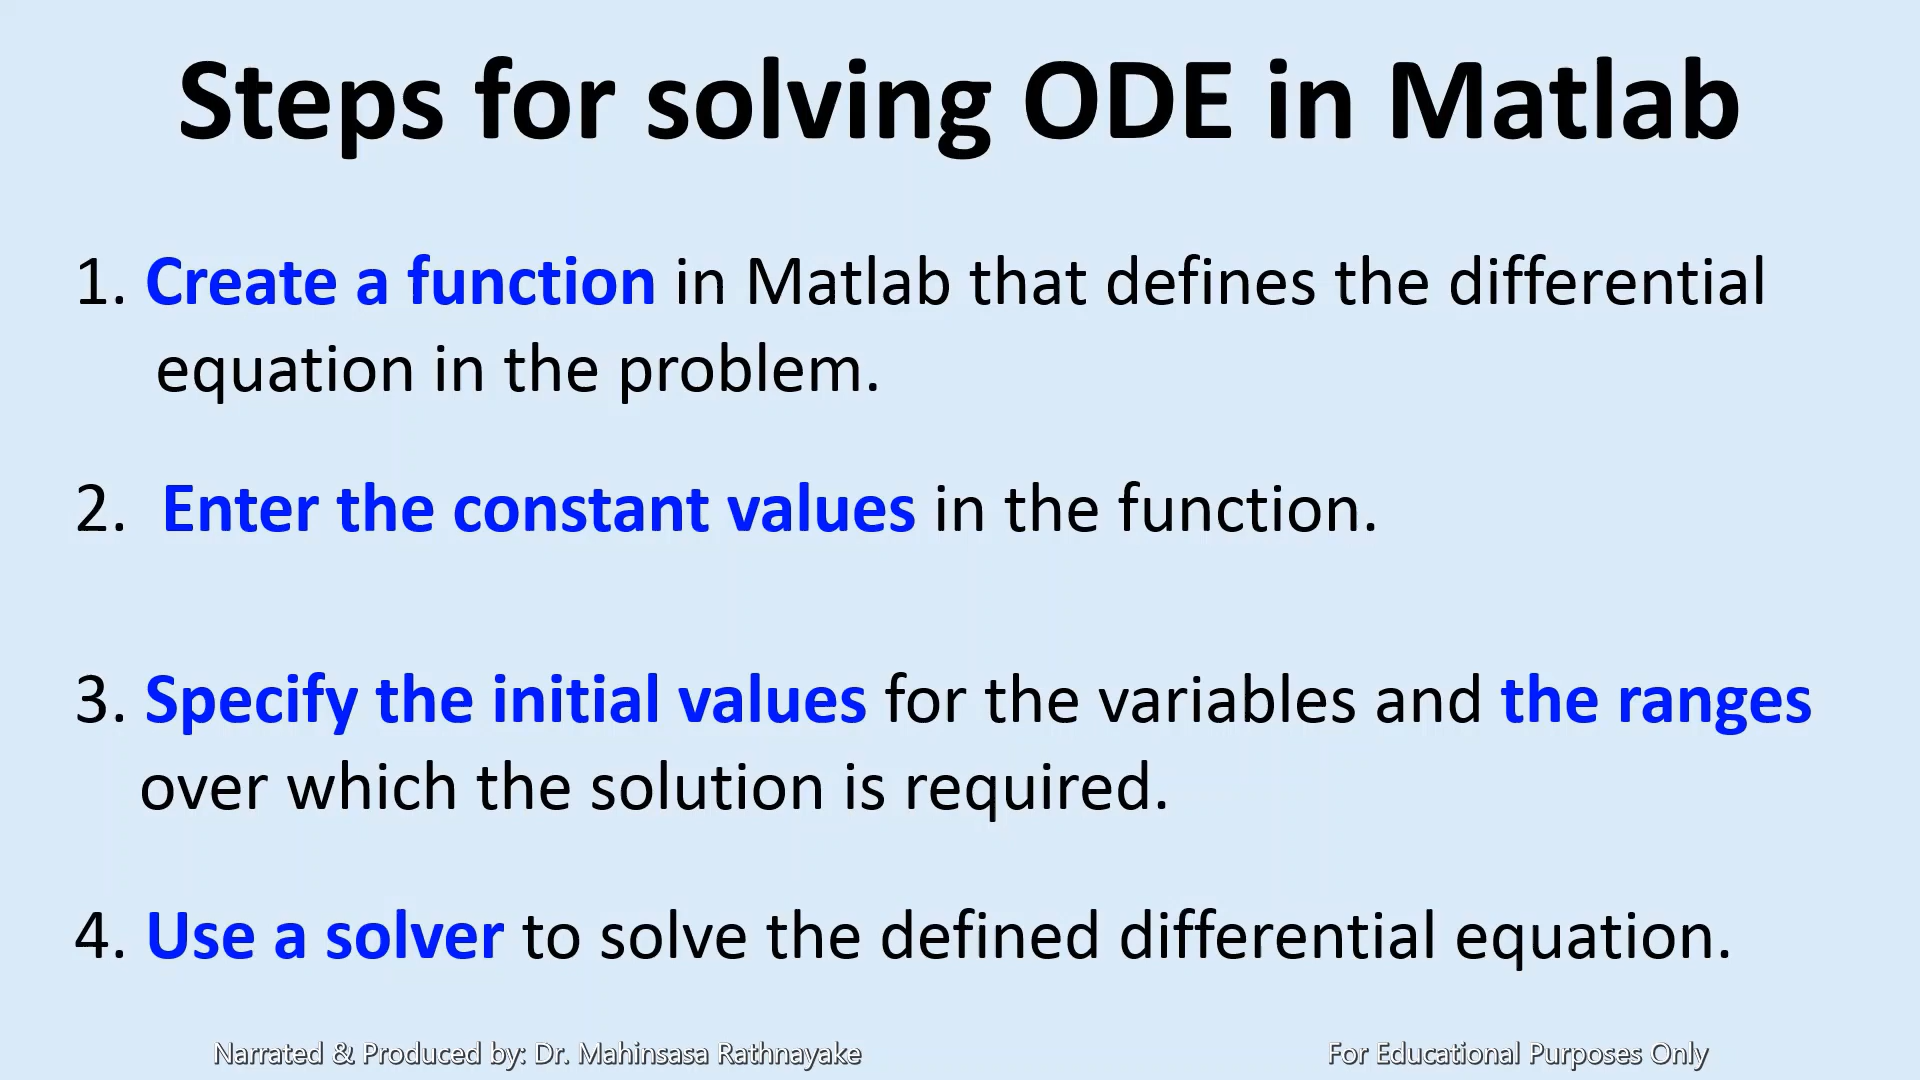 Steps for solving ODE in Matlab
1. Create a function in Matlab that defines the differential
equation in the problem.
2. Enter the constant values in the function.
3. Specify the initial values for the variables and the ranges
over which the solution is required.
4. Use a solver to solve the defined differential equation.
Narrated & Produced by: Dr. Mahinsasa Rathnayake
For Educational Purposes Only